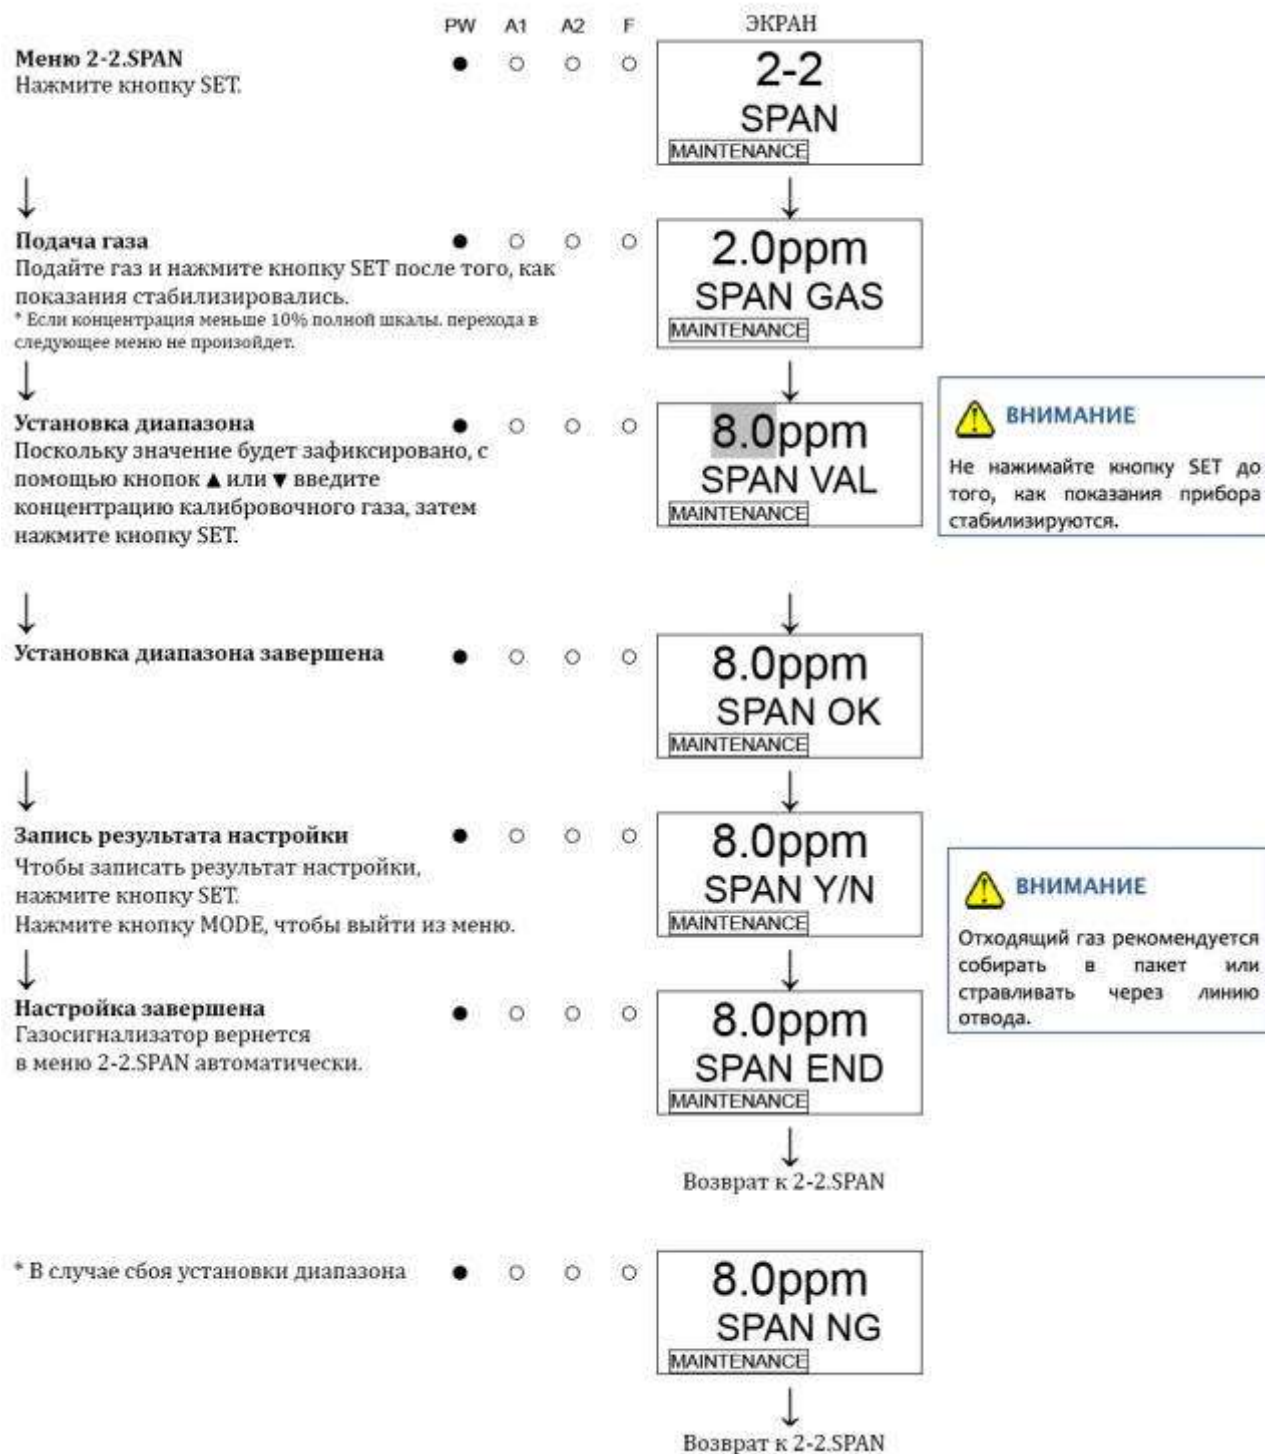 PW A1 A2 F ЭКРАН
Меню 2-2.SPAN
Нажмите кнопку SET.
2-2
SPAN
MAINTENANCE
Подача газа
Подайте газ и нажмите кнопку SET после того, как
показания стабилизировались.
* Если концентрация меньше 10% полной шкалы. перехода в
следующее меню не произойдет.
2.0ppm
SPAN GAS
MAINTENANCE
Установка диапазона
Поскольку значение будет зафиксировано, с
помощью кнопок ▲ или ▼ введите
концентрацию калибровочного газа, затем
нажмите кнопку SET.
8.0ppm
SPAN VAL
MAINTENANCE
ВНИМАНИЕ
Не нажимайте кнопку SET до
того, как показания прибора
стабилизируются.
Установка диапазона завершена
8.0ppm
SPAN OK
MAINTENANCE
Запись результата настройки
Чтобы записать результат настройки,
нажмите кнопку SET.
Нажмите кнопку MODE, чтобы выйти из меню.
8.0ppm
SPAN Y/N
MAINTENANCE
ВНИМАНИЕ
Отходящий газ рекомендуется
собирать в пакет или
стравливать через линию
отвода.
Настройка завершена
Газосигнализатор вернется
в меню 2-2.SPAN автоматически.
8.0ppm
SPAN END
MAINTENANCE
Возврат к 2-2.SPAN
* В случае сбоя установки диапазона
8.0ppm
SPAN NG
MAINTENANCE
Возврат к 2-2.SPAN